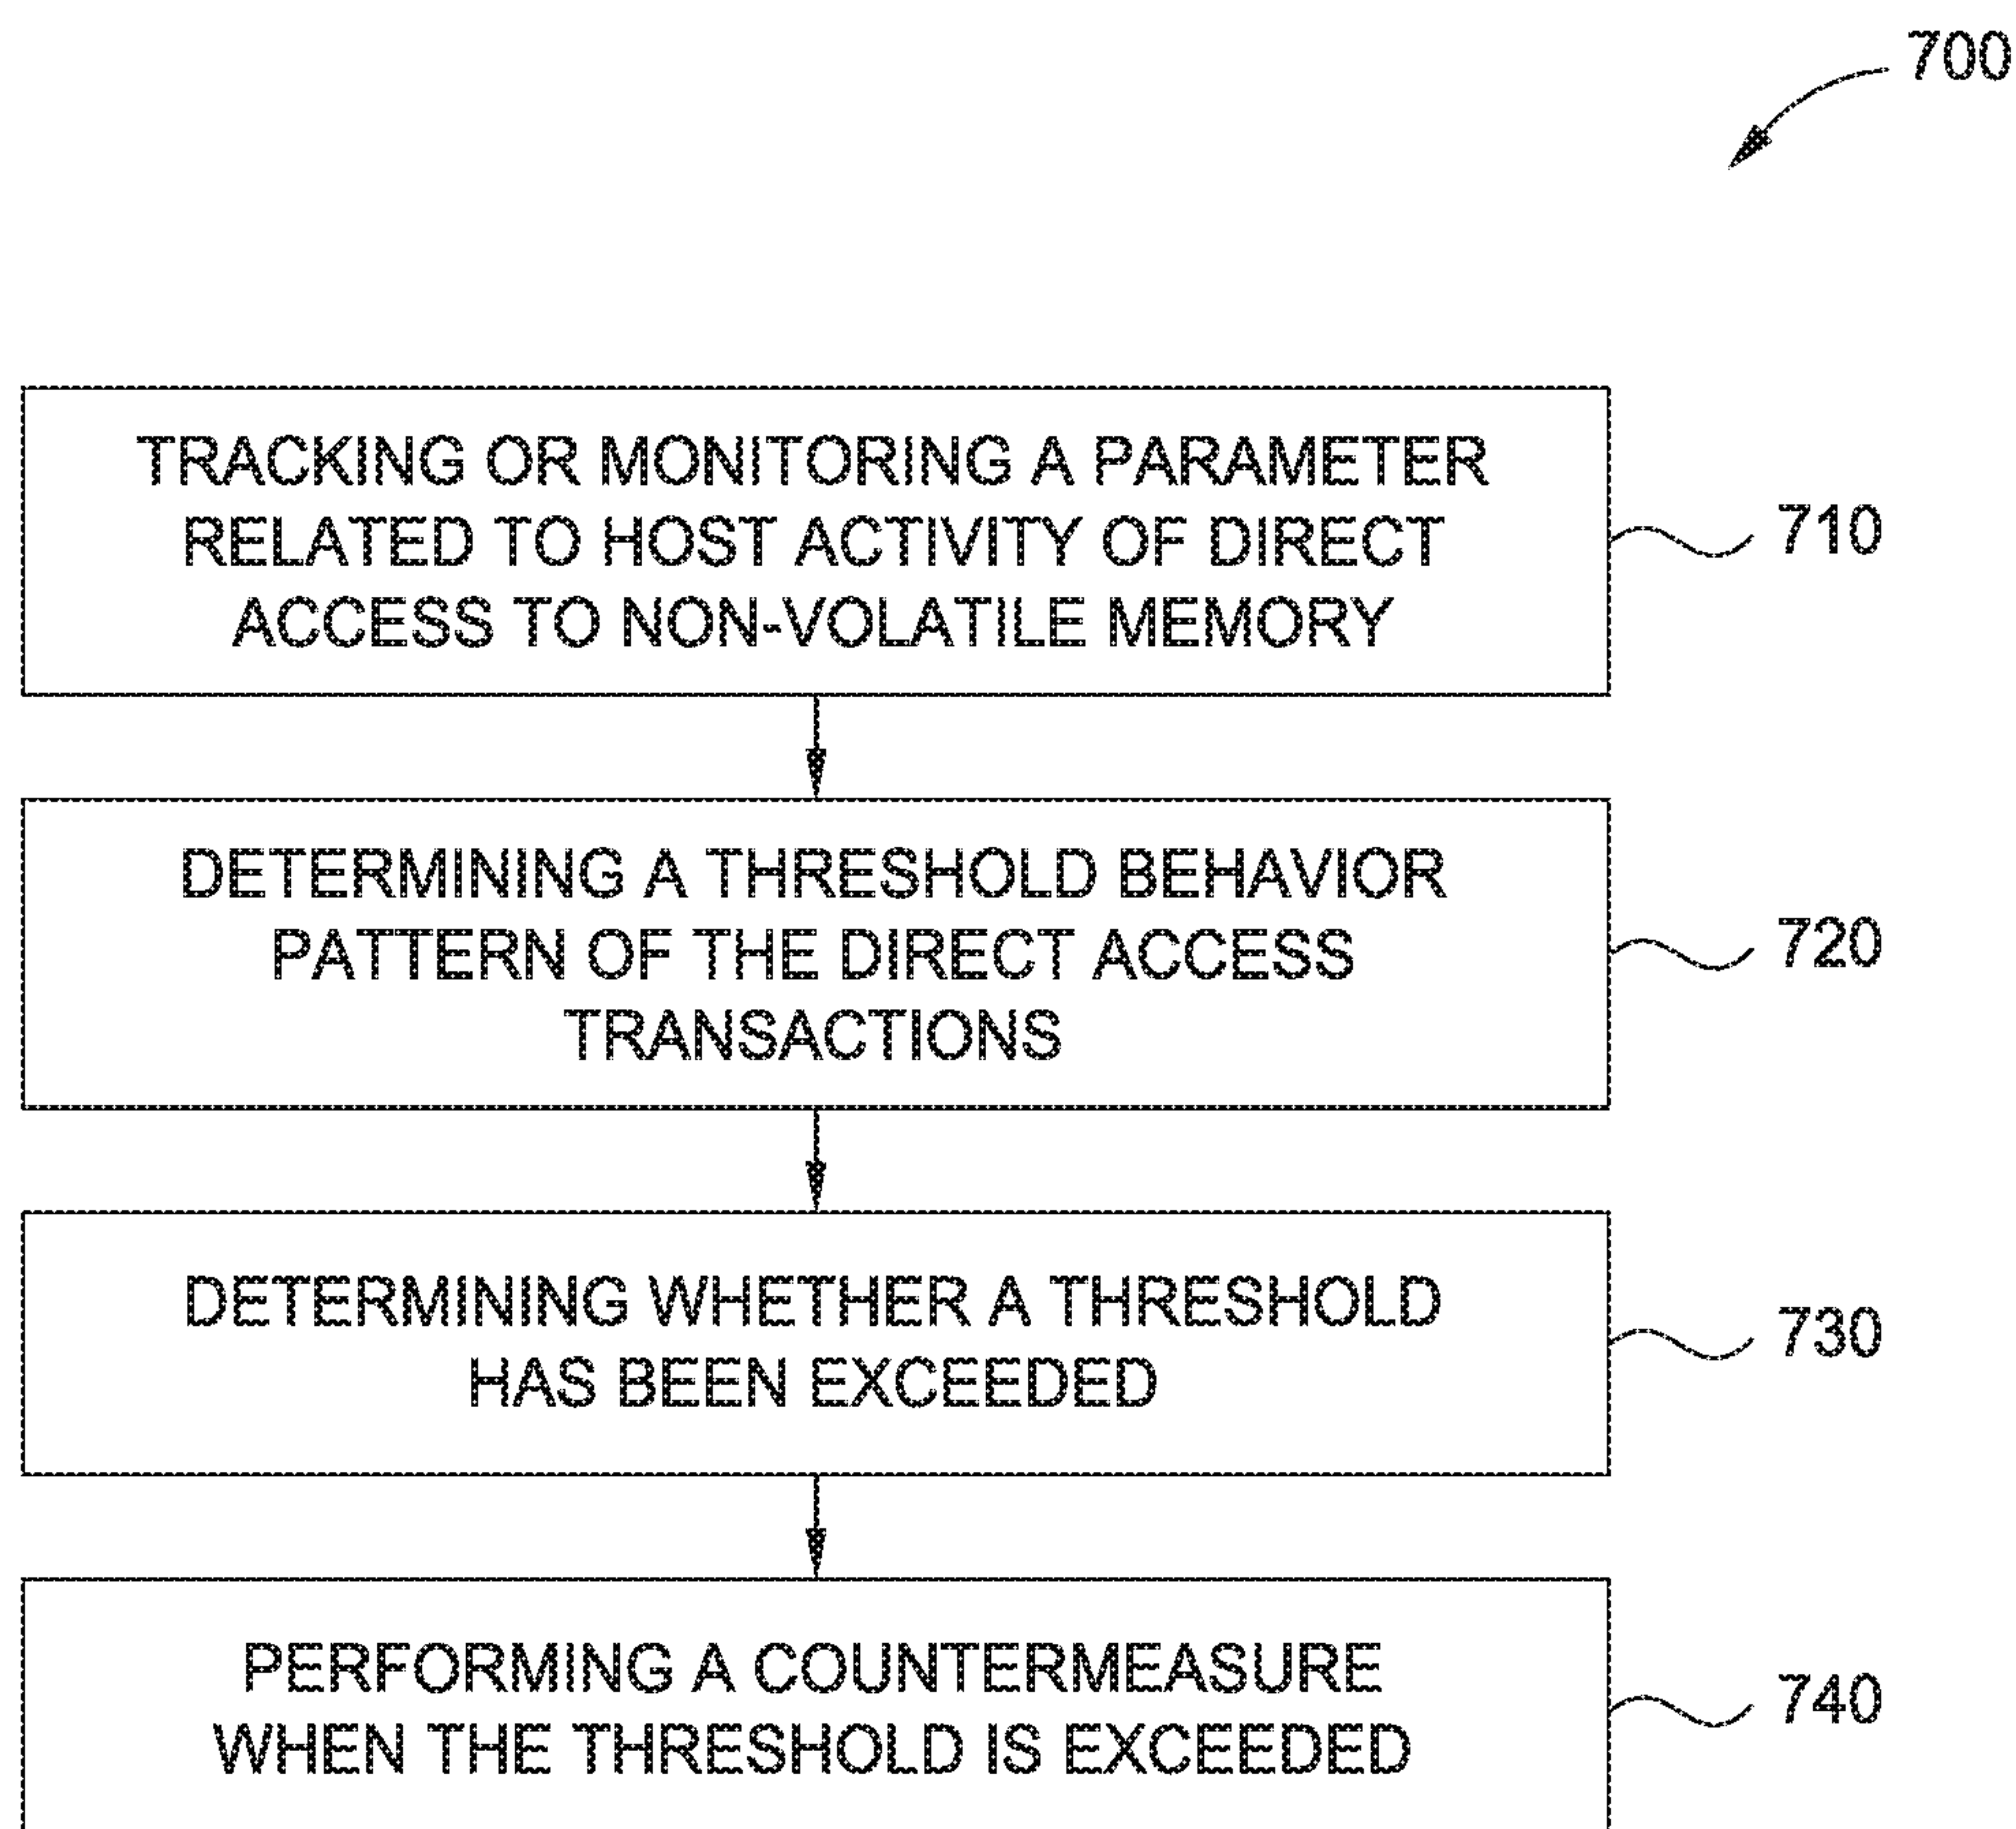 700
TRACKING OR MONITORING A PARAMETER
RELATED TO HOST ACTIVITY OF DIRECT
ACCESS TO NON-VOLATILE MEMORY
710
DETERMINING A THRESHOLD BEHAVIOR
PATTERN OF THE DIRECT ACCESS
TRANSACTIONS
720
DETERMINING WHETHER A THRESHOLD
HAS BEEN EXCEEDED
730
PERFORMING A COUNTERMEASURE
WHEN THE THRESHOLD IS EXCEEDED
740